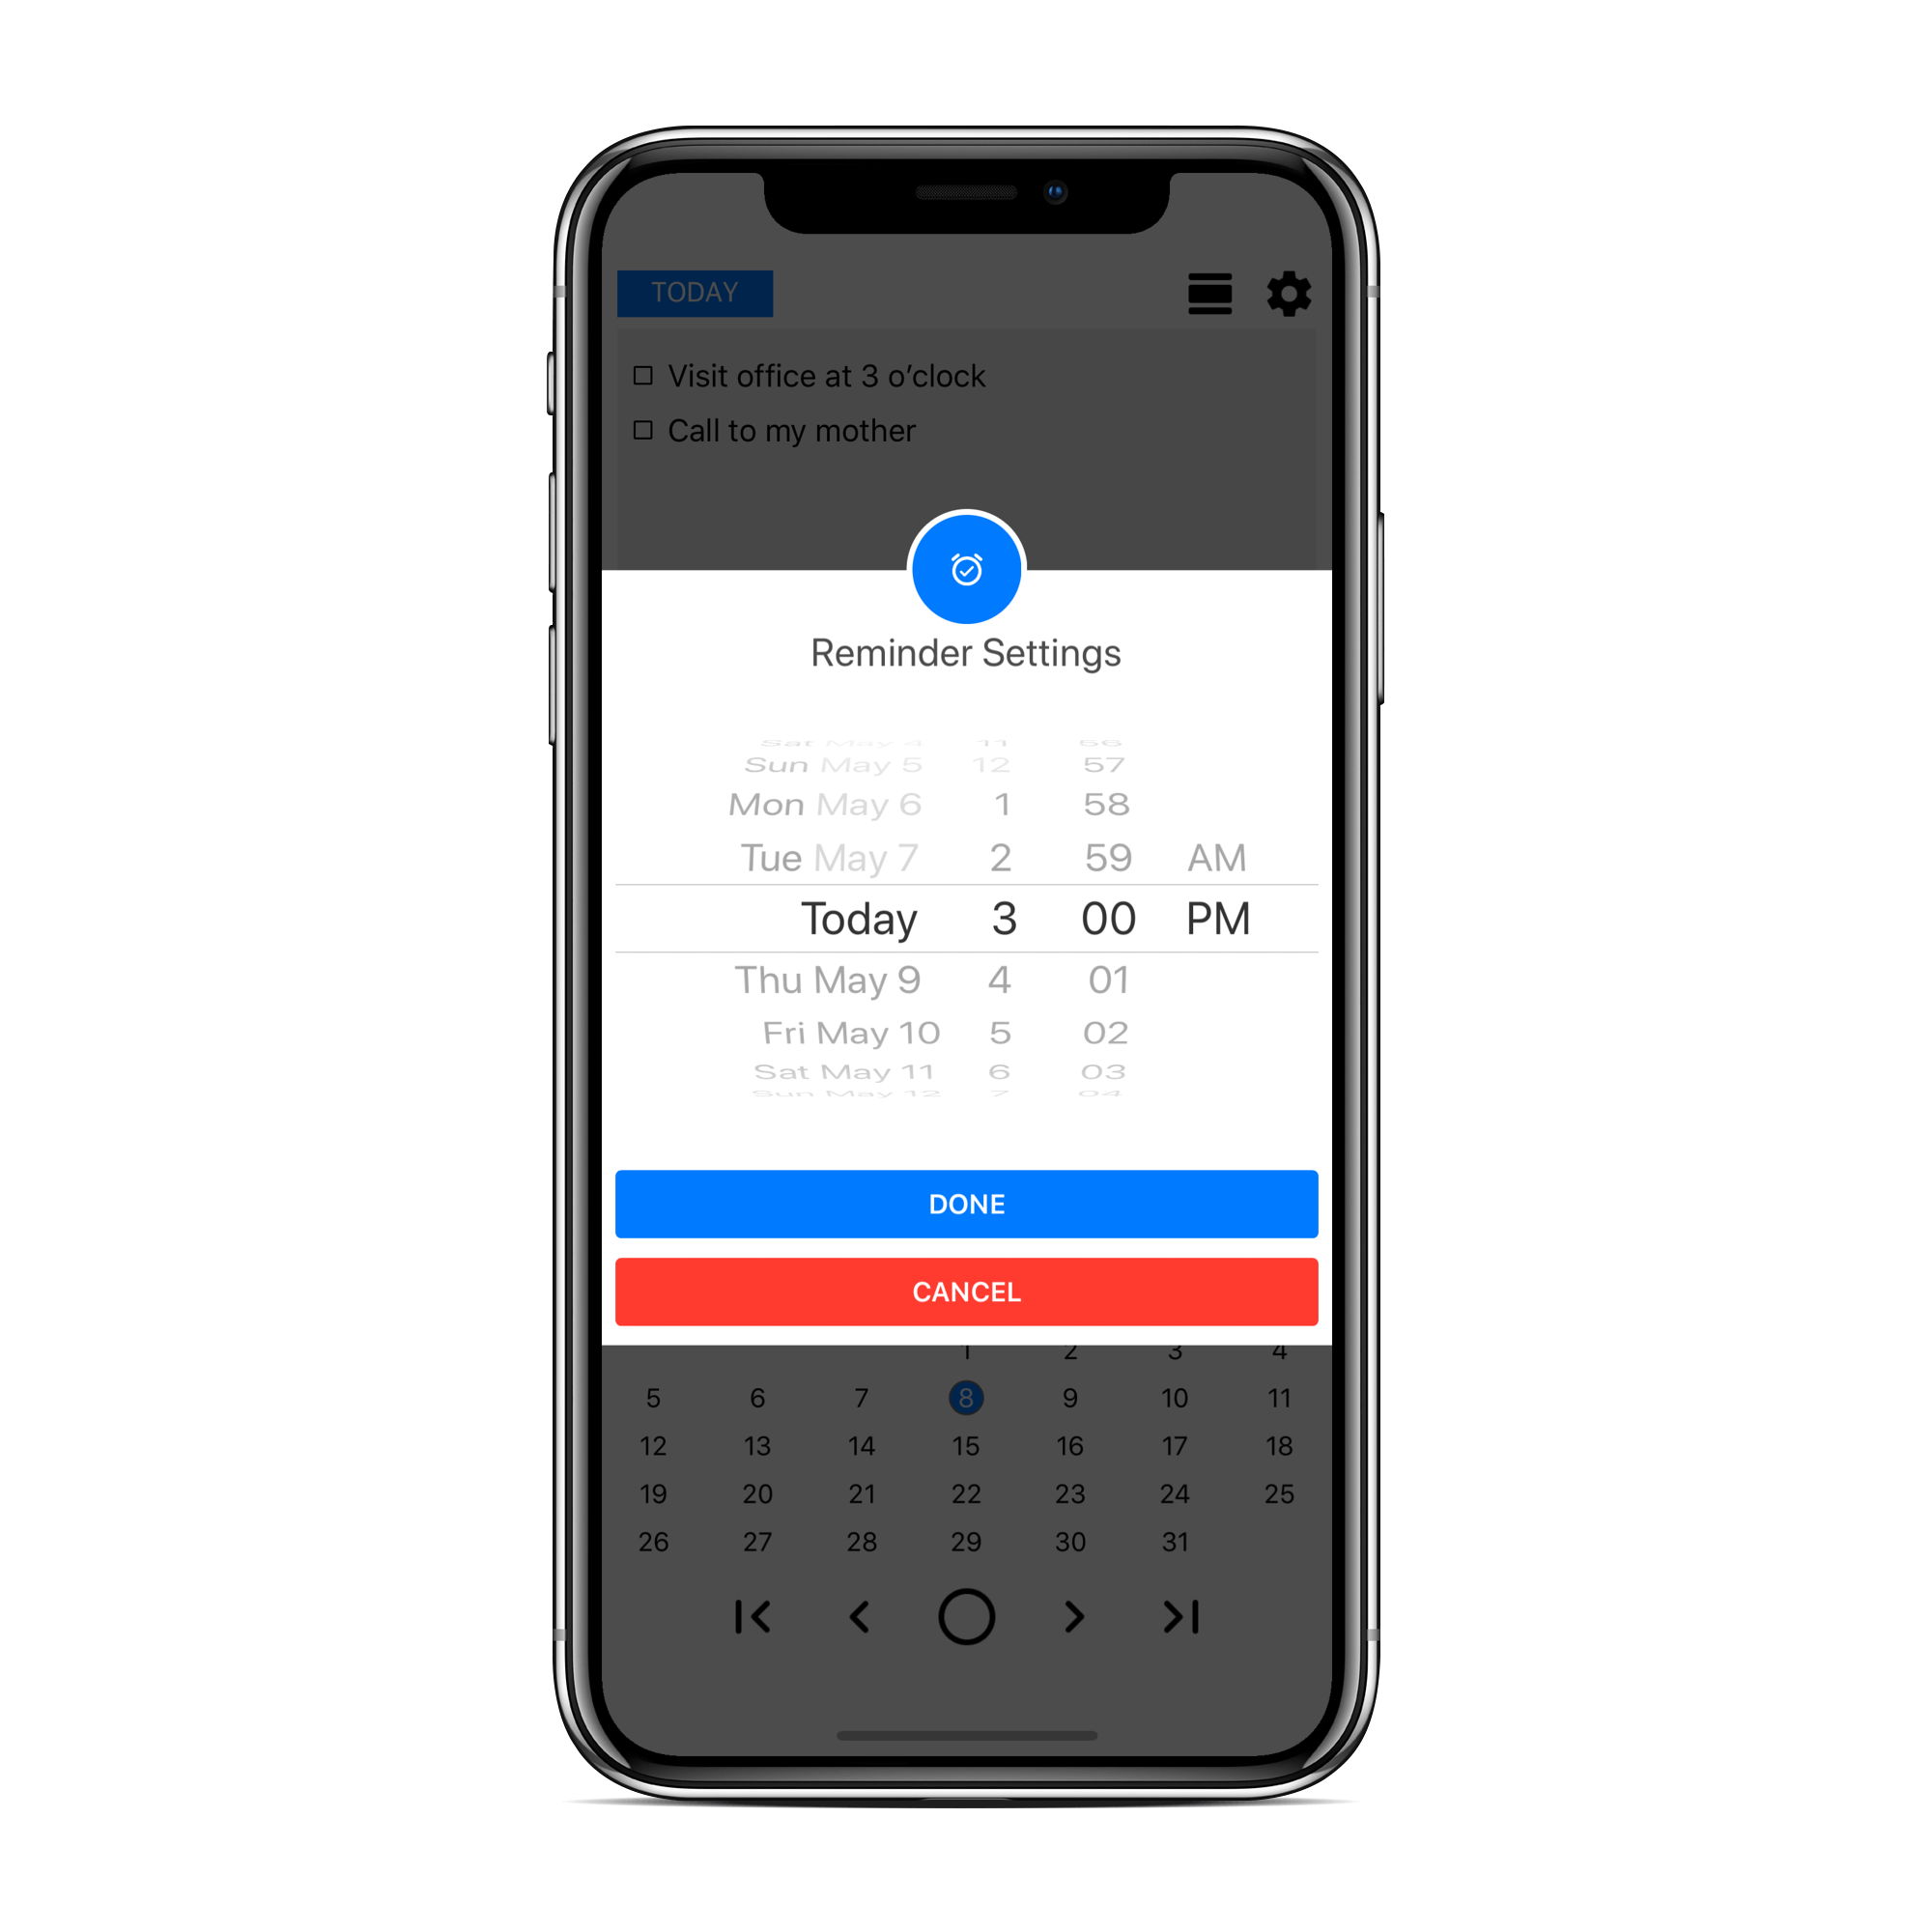 TODAY
Visit office at 3 o’clock
Call to my mother
Reminder Settings
Sat May 4 11 56
Sun May 5 12 57
Mon May 6 1 58
Tue May 7 2 59 AM
Today 3 00 PM
Thu May 9 4 01
Fri May 10 5 02
Sat May 11 6 03
Sun May 12 7 04
DONE
CANCEL
1 2 3 4
5 6 7 8 9 10 11
12 13 14 15 16 17 18
19 20 21 22 23 24 25
26 27 28 29 30 31